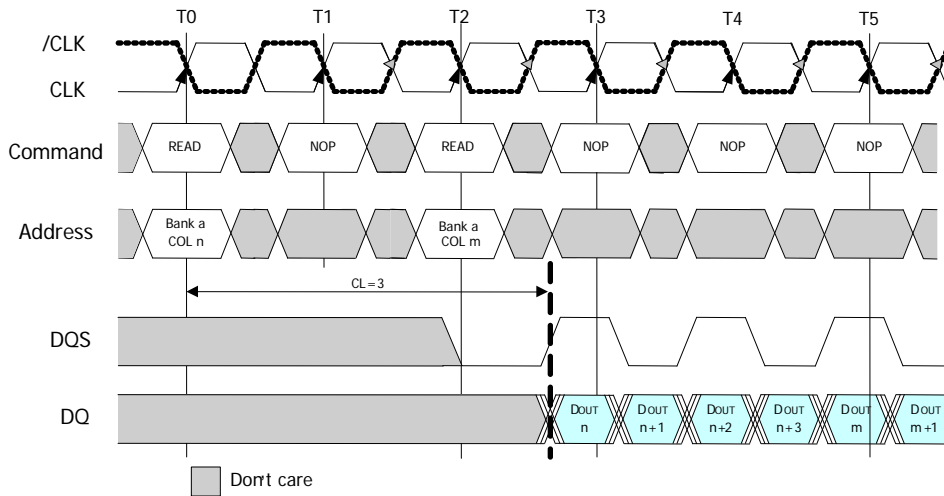 T0 T1 T2 T3 T4 T5
/CLK
CLK
Command READ NOP READ NOP NOP NOP
Address Bank a COL n Bank a COL m
CL=3
DQS
DQ DOUT n DOUT n+1 DOUT n+2 DOUT n+3 DOUT m DOUT m+1
Don't care